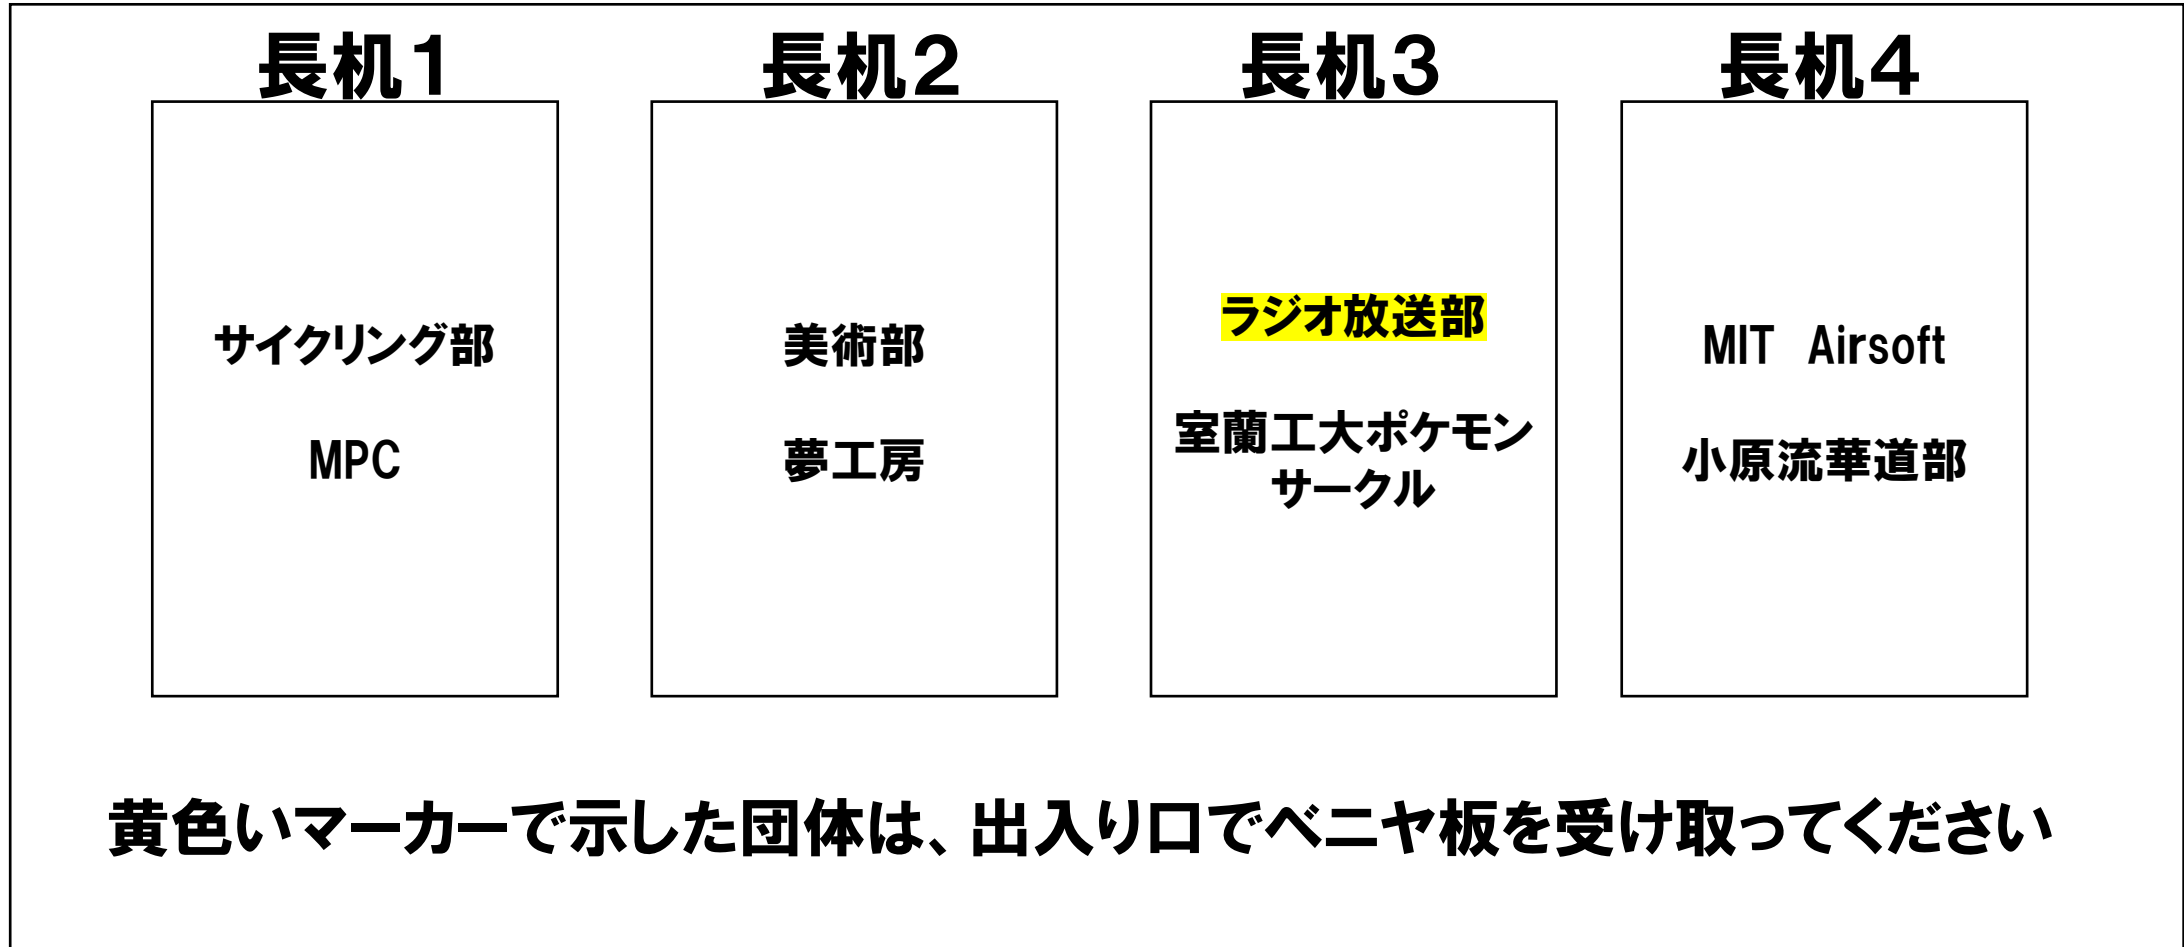 長机１
長机２
長机３
長机４
サイクリング部
MPC
美術部
夢工房
ラジオ放送部
室蘭工大ポケモン
サークル
MIT　Airsoft
小原流華道部
黄色いマーカーで示した団体は、出入り口でベニヤ板を受け取ってください